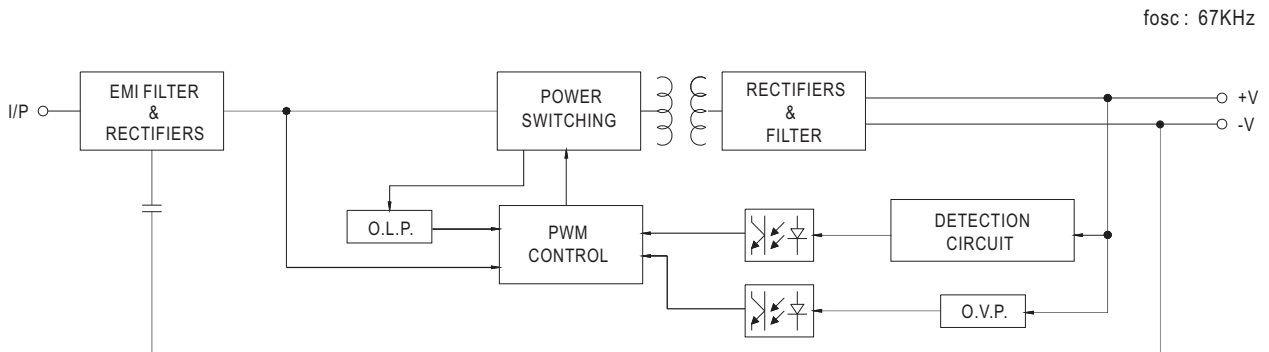 fosc : 67KHz
I/P
EMI FILTER
&
RECTIFIERS
POWER
SWITCHING
RECTIFIERS
&
FILTER
+V
-V
O.L.P.
PWM
CONTROL
DETECTION
CIRCUIT
O.V.P.